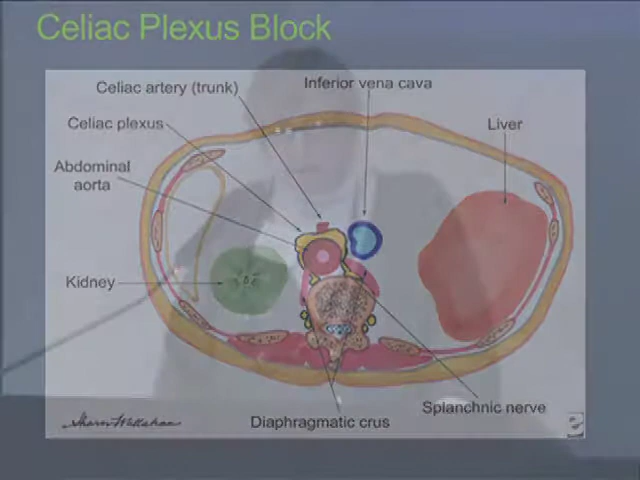 Celiac Plexus Block
Celiac artery (trunk)
Inferior vena cava
Celiac plexus
Liver
Abdominal
aorta
Kidney
Splanchnic nerve
Diaphragmatic crus